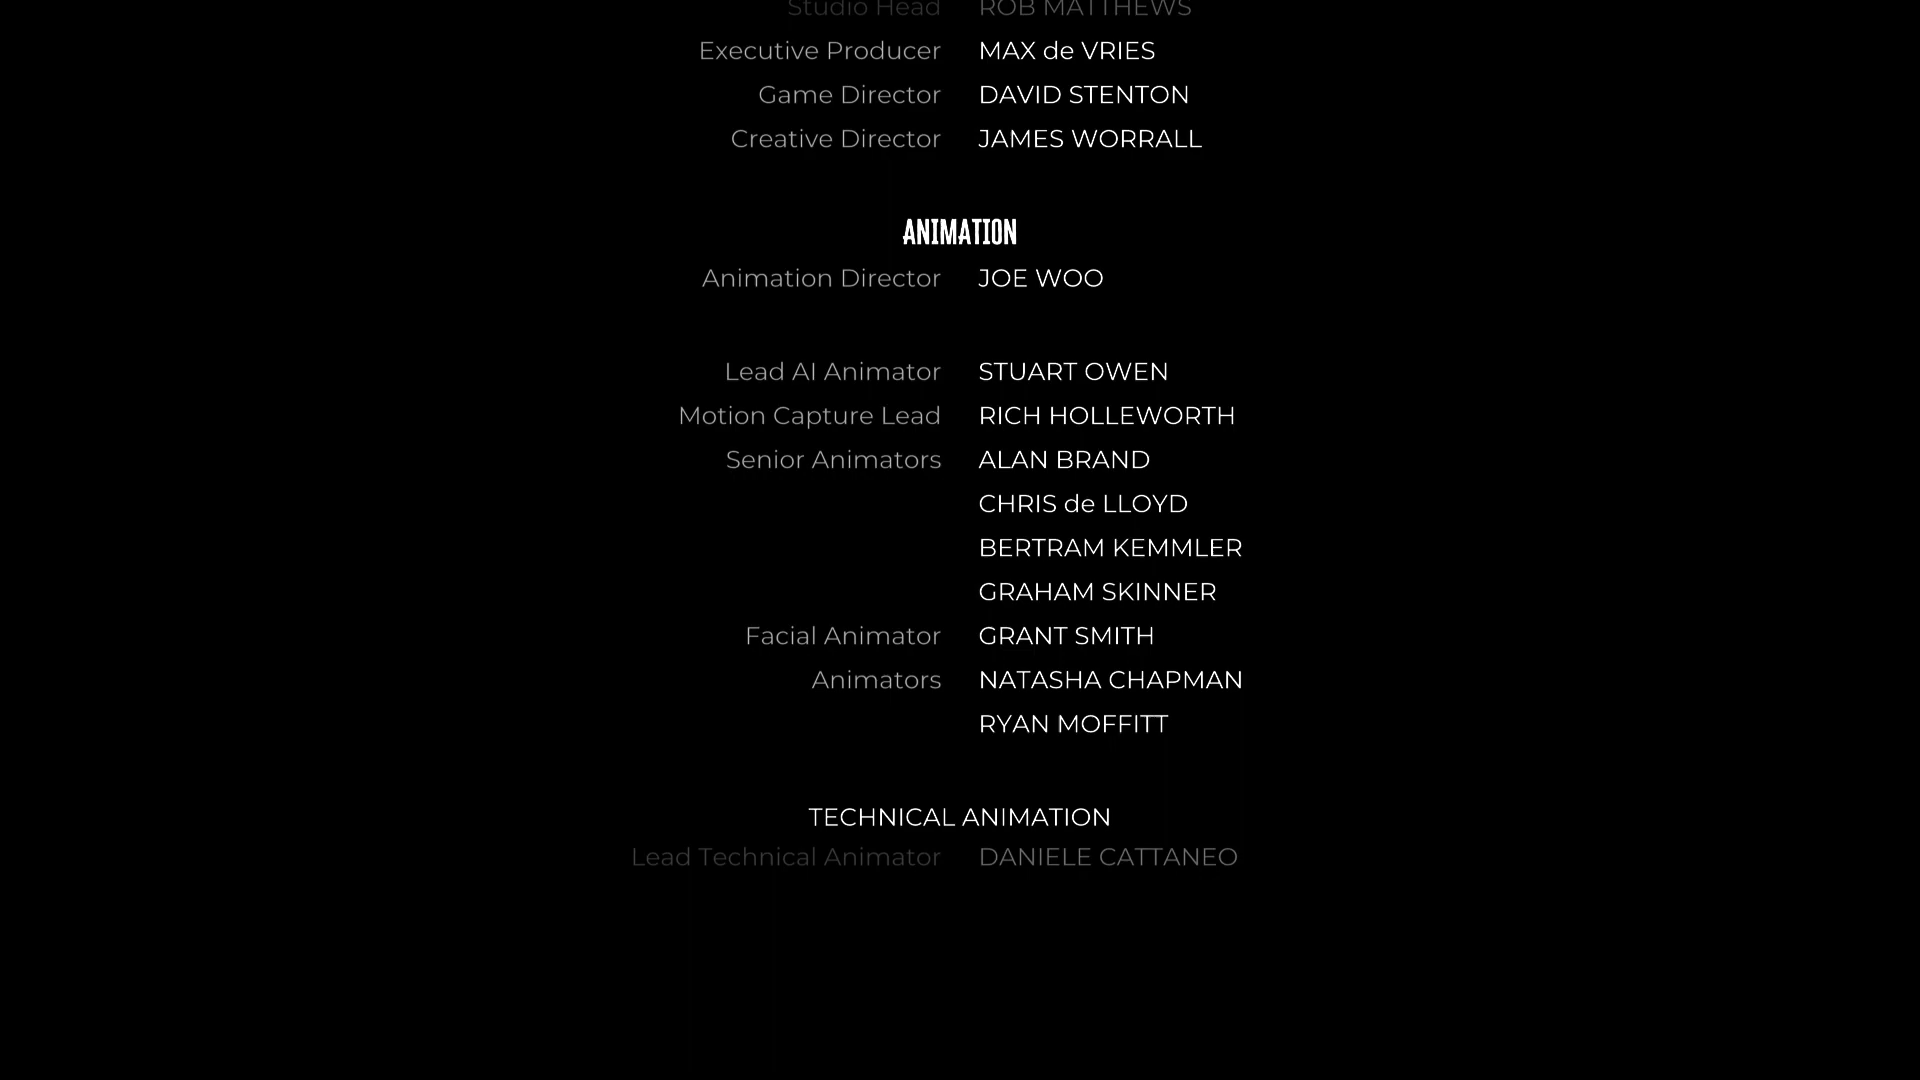 Studio Head ROB MATTHEWS
Executive Producer MAX de VRIES
Game Director DAVID STENTON
Creative Director JAMES WORRALL
ANIMATION
Animation Director JOE WOO
Lead AI Animator STUART OWEN
Motion Capture Lead RICH HOLLEWORTH
Senior Animators ALAN BRAND
CHRIS de LLOYD
BERTRAM KEMMLER
GRAHAM SKINNER
Facial Animator GRANT SMITH
Animators NATASHA CHAPMAN
RYAN MOFFITT
TECHNICAL ANIMATION
Lead Technical Animator DANIELE CATTANEO